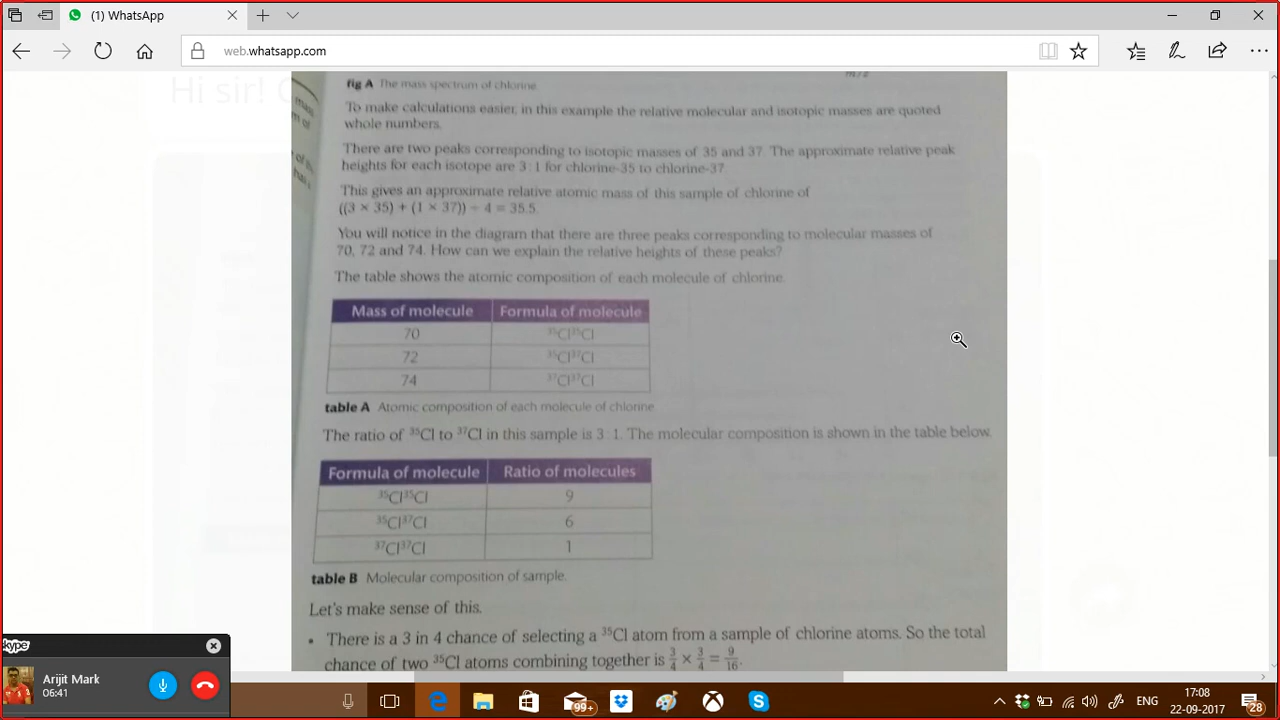 (1) WhatsApp
web.whatsapp.com
Hi sir!
m/z
fig A The mass spectrum of chlorine.
To make calculations easier, in this example the relative molecular and isotopic masses are quoted
whole numbers.
There are two peaks corresponding to isotopic masses of 35 and 37. The approximate relative peak
heights for each isotope are 3 : 1 for chlorine-35 to chlorine-37.
This gives an approximate relative atomic mass of this sample of chlorine of
((3 × 35) + (1 × 37)) ÷ 4 = 35.5.
You will notice in the diagram that there are three peaks corresponding to molecular masses of
70, 72 and 74. How can we explain the relative heights of these peaks?
The table shows the atomic composition of each molecule of chlorine.
Mass of molecule Formula of molecule
70 ³⁵Cl³⁵Cl
72 ³⁵Cl³⁷Cl
74 ³⁷Cl³⁷Cl
table A Atomic composition of each molecule of chlorine
The ratio of ³⁵Cl to ³⁷Cl in this sample is 3 : 1. The molecular composition is shown in the table below.
Formula of molecule Ratio of molecules
³⁵Cl³⁵Cl 9
³⁵Cl³⁷Cl 6
³⁷Cl³⁷Cl 1
table B Molecular composition of sample.
Let's make sense of this.
• There is a 3 in 4 chance of selecting a ³⁵Cl atom from a sample of chlorine atoms. So the total
chance of two ³⁵Cl atoms combining together is 3/4 × 3/4 = 9/16.
skype
Arijit Mark
06:41
99+
ENG
17:08
22-09-2017
28